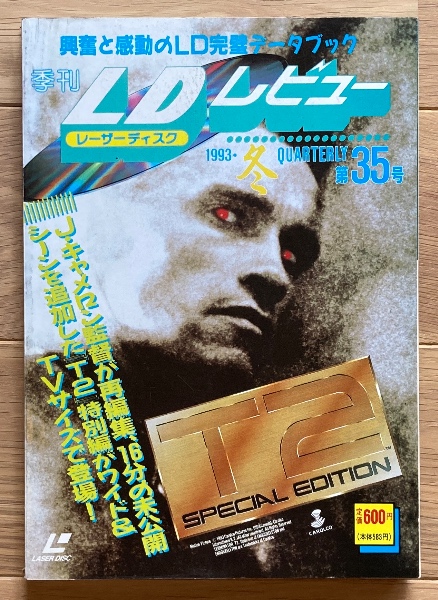 興奮と感動のLD完璧データブック
季刊
LDレビュー
レーザーディスク
1993・冬 QUARTERLY
第35号
J・キャメロン監督が再編集、16分の未公開
シーンを追加した「T2」特別編がワイド&
TVサイズで登場!
T2
SPECIAL EDITION
CAROLCO
定価600円
(本体583円)
LASER DISC